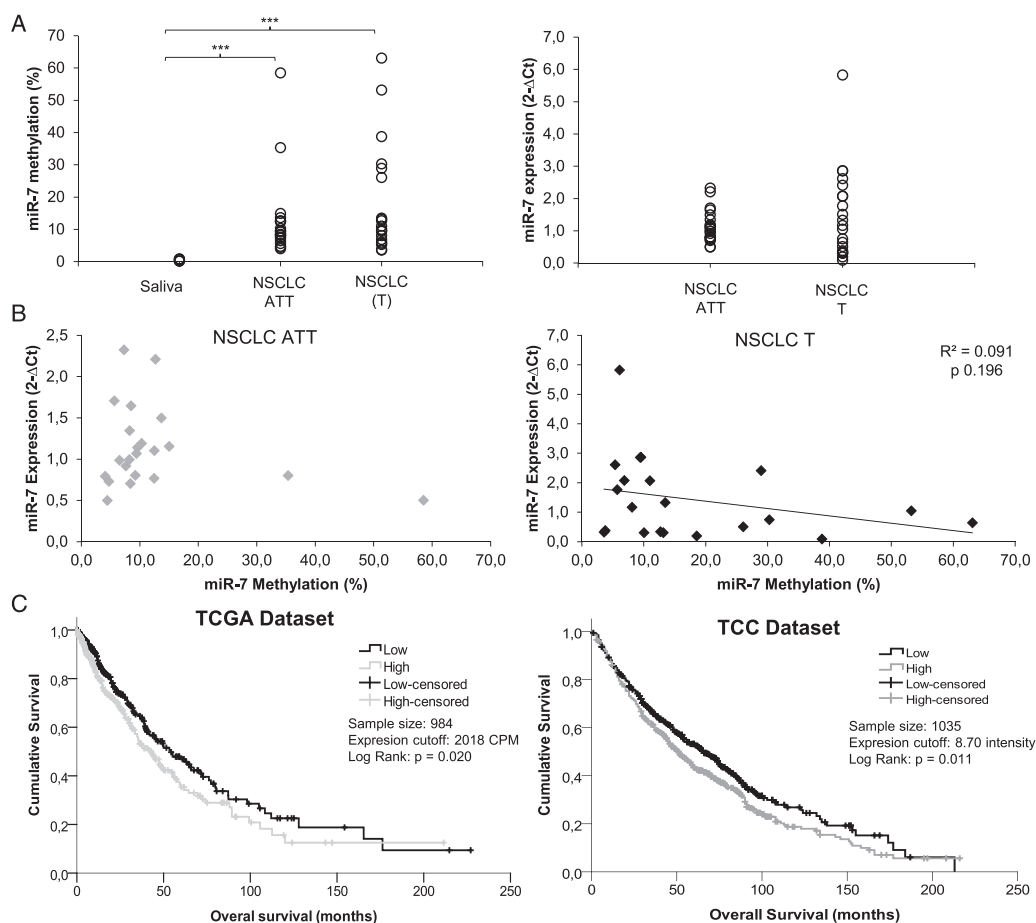 A
***
***
miR-7 methylation (%)
70
60
50
40
30
20
10
0
Saliva
NSCLC
ATT
NSCLC
(T)
miR-7 expression (2-ΔCt)
7,0
6,0
5,0
4,0
3,0
2,0
1,0
0,0
NSCLC
ATT
NSCLC
T
B
NSCLC ATT
miR-7 Expression (2-ΔCt)
2,5
2,0
1,5
1,0
0,5
0,0
0,0 10,0 20,0 30,0 40,0 50,0 60,0 70,0
miR-7 Methylation (%)
NSCLC T
R² = 0.091
p 0.196
miR-7 Expression (2-ΔCt)
7,0
6,0
5,0
4,0
3,0
2,0
1,0
0,0
0,0 10,0 20,0 30,0 40,0 50,0 60,0 70,0
miR-7 Methylation (%)
C
TCGA Dataset
Cumulative Survival
1,0
0,8
0,6
0,4
0,2
0,0
Low
High
Low-censored
High-censored
Sample size: 984
Expresion cutoff: 2018 CPM
Log Rank: p = 0.020
0 50 100 150 200 250
Overal survival (months)
TCC Dataset
Cumulative Survival
1,0
0,8
0,6
0,4
0,2
0,0
Low
High
Low-censored
High-censored
Sample size: 1035
Expresion cutoff: 8.70 intensity
Log Rank: p = 0.011
0 50 100 150 200 250
Overall Survival (months)